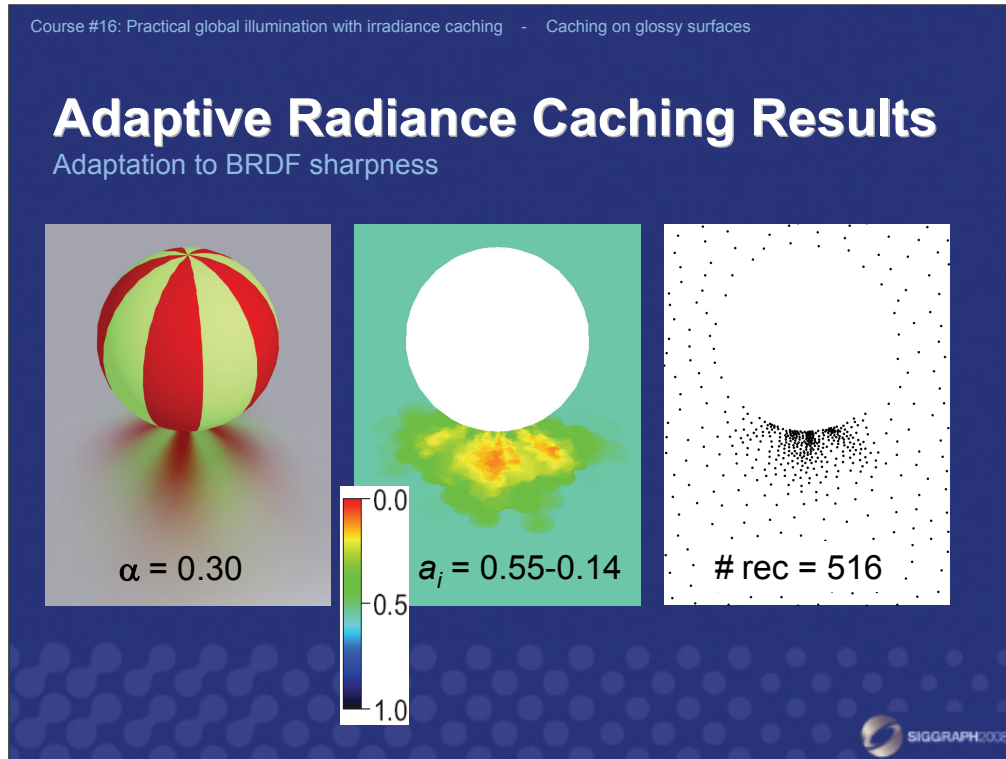 Course #16: Practical global illumination with irradiance caching - Caching on glossy surfaces
Adaptive Radiance Caching Results
Adaptation to BRDF sharpness
α = 0.30
a_i = 0.55-0.14
# rec = 516
0.0
0.5
1.0
SIGGRAPH2008